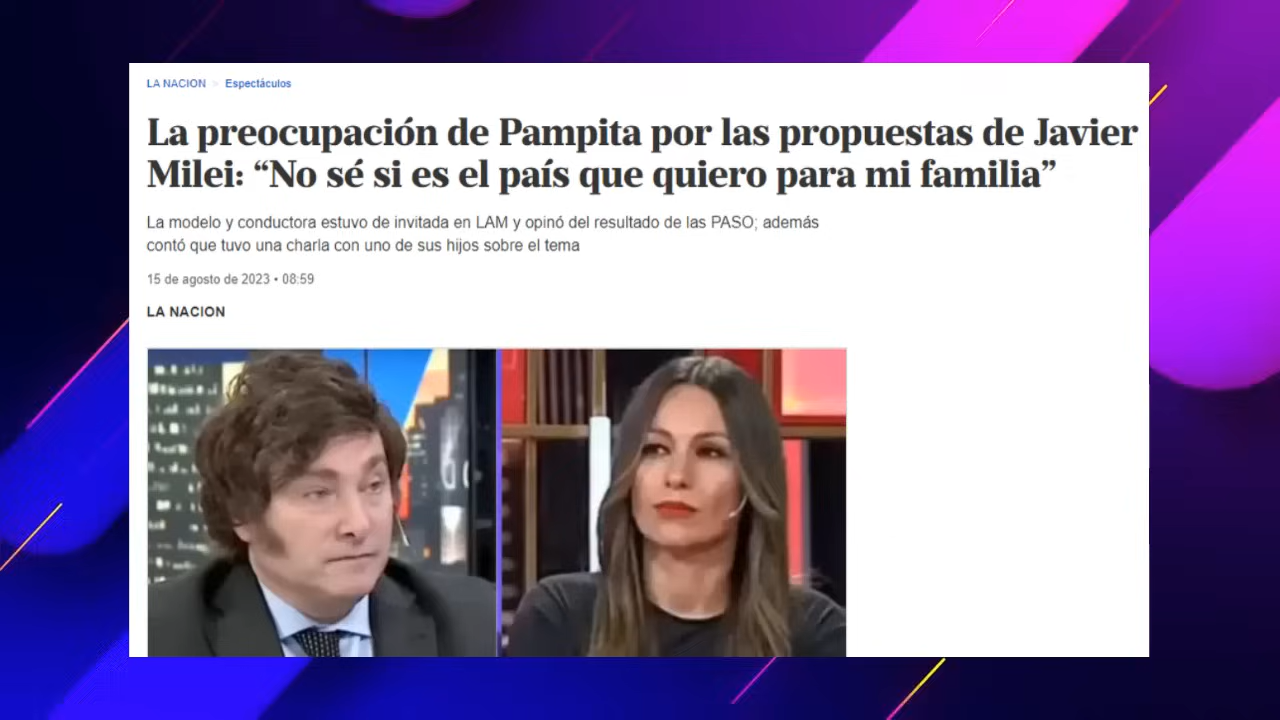 LA NACION > Espectáculos
La preocupación de Pampita por las propuestas de Javier
Milei: “No sé si es el país que quiero para mi familia”
La modelo y conductora estuvo de invitada en LAM y opinó del resultado de las PASO; además
contó que tuvo una charla con uno de sus hijos sobre el tema
15 de agosto de 2023 • 08:59
LA NACION